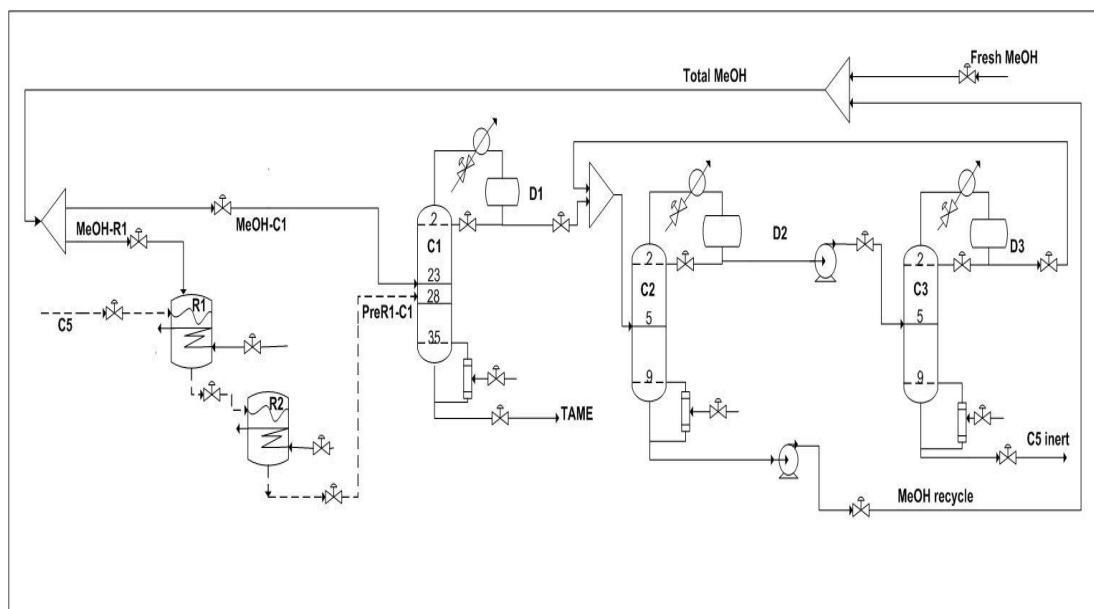 Fresh MeOH
Total MeOH
D1
MeOH-C1
MeOH-R1
2
C1
23
28
35
PreR1-C1
R1
C5
R2
TAME
2
C2
5
9
D2
2
C3
5
9
D3
C5 inert
MeOH recycle